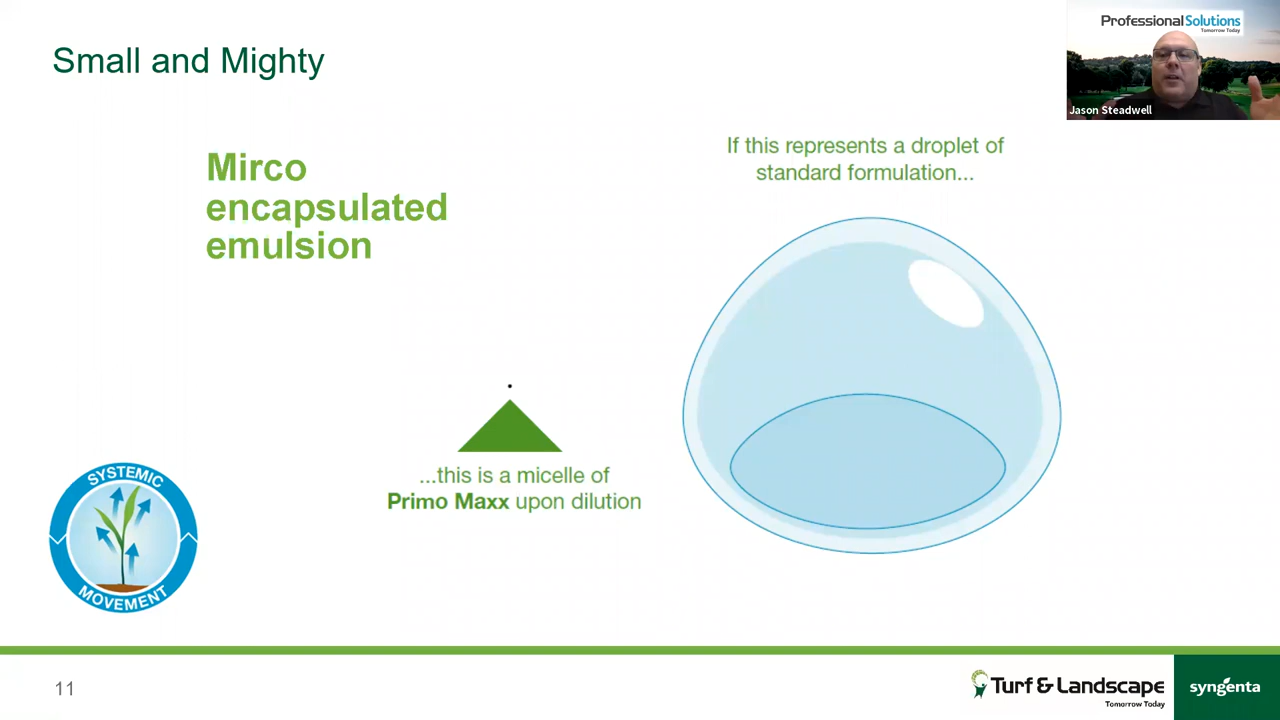 Small and Mighty
Professional Solutions
Tomorrow Today
Jason Steadwell
Mirco
encapsulated
emulsion
If this represents a droplet of
standard formulation...
...this is a micelle of
Primo Maxx upon dilution
SYSTEMIC
MOVEMENT
11
Turf & Landscape
Tomorrow Today
syngenta